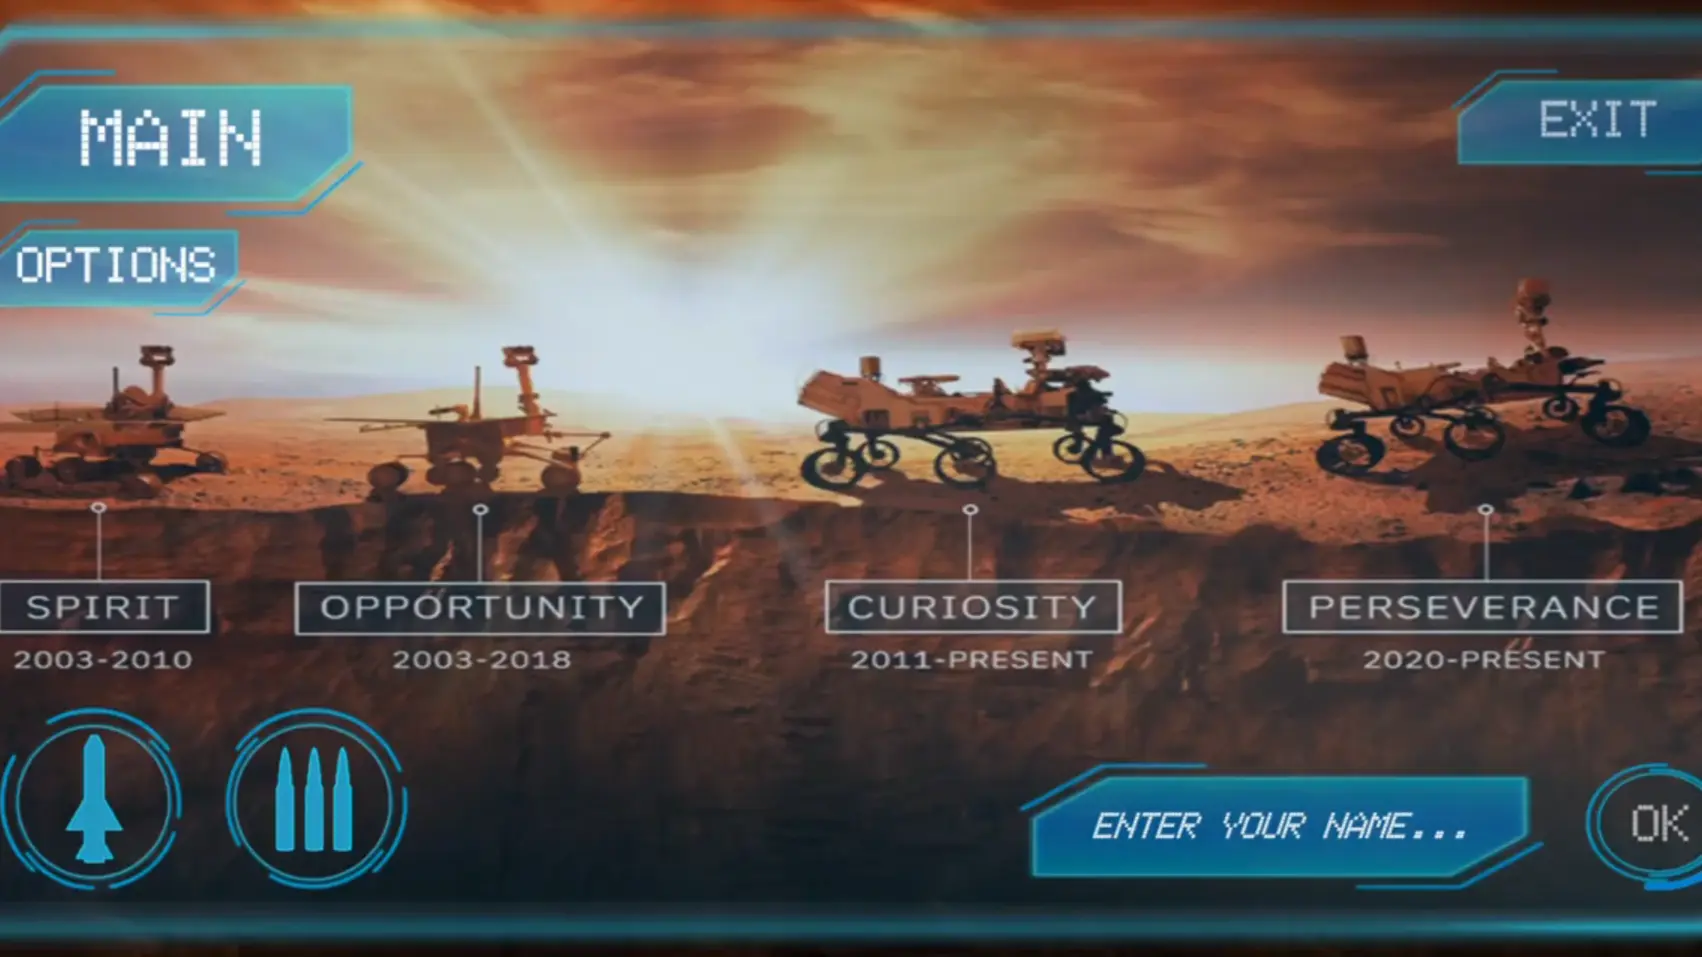 MAIN
EXIT
OPTIONS
SPIRIT
OPPORTUNITY
CURIOSITY
PERSEVERANCE
2003-2010
2003-2018
2011-PRESENT
2020-PRESENT
ENTER YOUR NAME...
OK